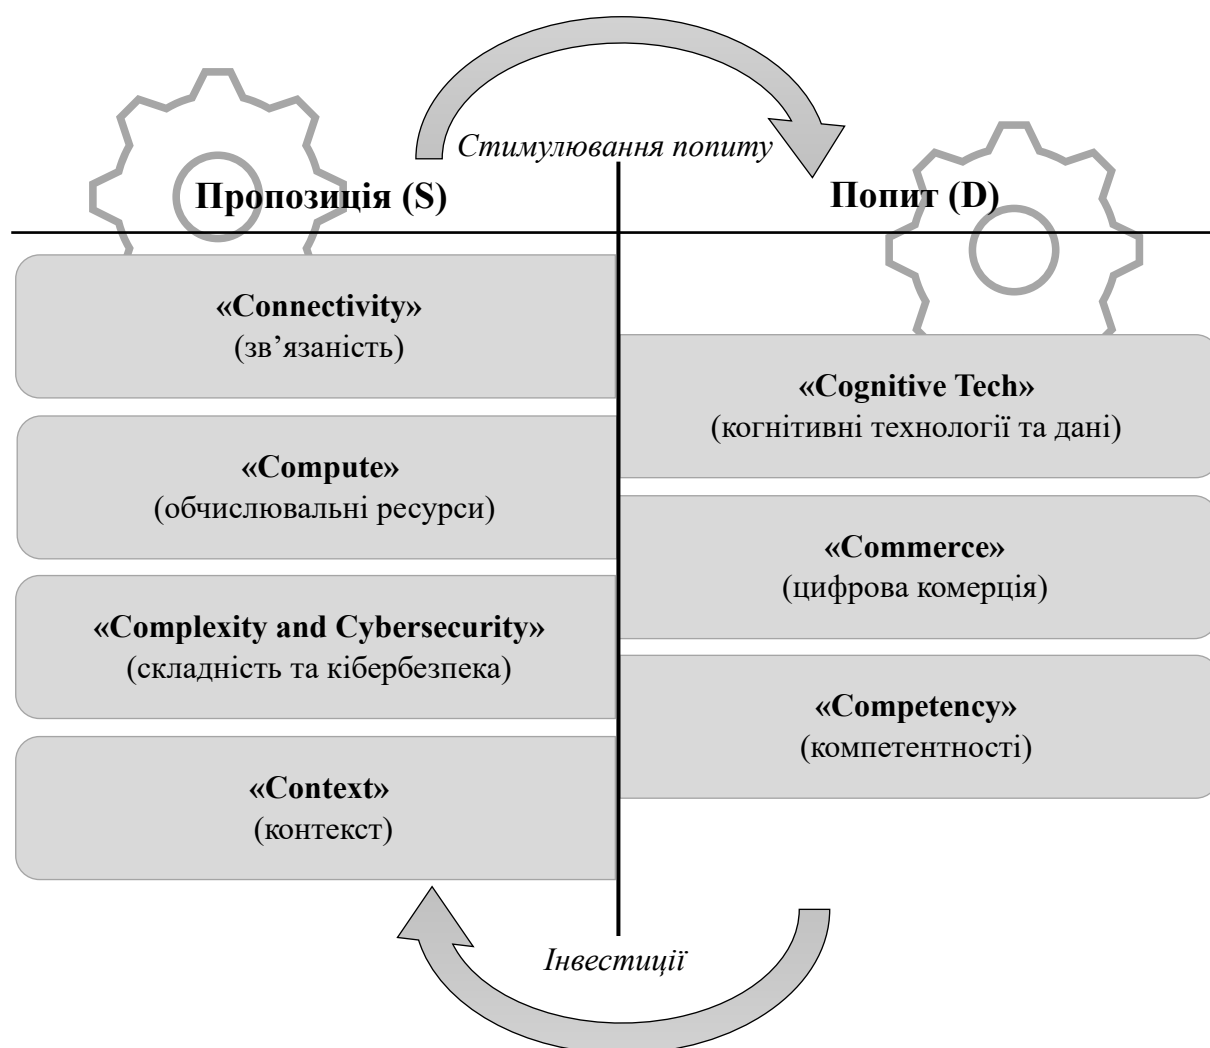 Стимулювання попиту
Пропозиція (S)
Попит (D)
«Connectivity»
(зв’язаність)
«Compute»
(обчислювальні ресурси)
«Complexity and Cybersecurity»
(складність та кібербезпека)
«Context»
(контекст)
«Cognitive Tech»
(когнітивні технології та дані)
«Commerce»
(цифрова комерція)
«Competency»
(компетентності)
Інвестиції